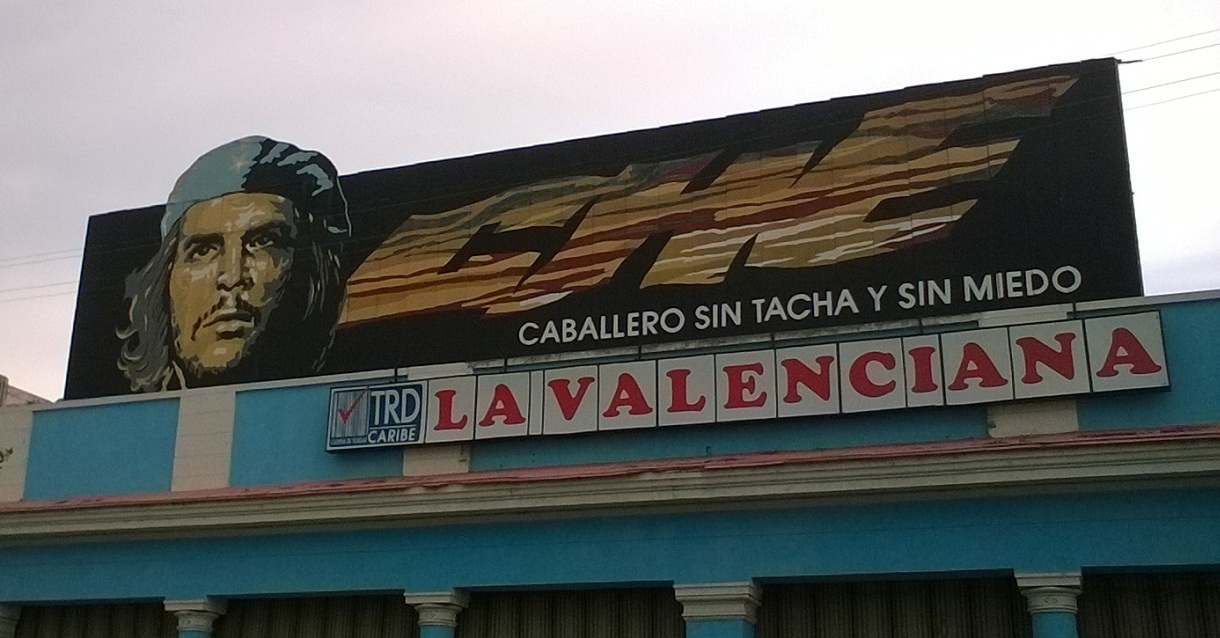 CHE
CABALLERO SIN TACHA Y SIN MIEDO
TRD
CARIBE
LA VALENCIANA